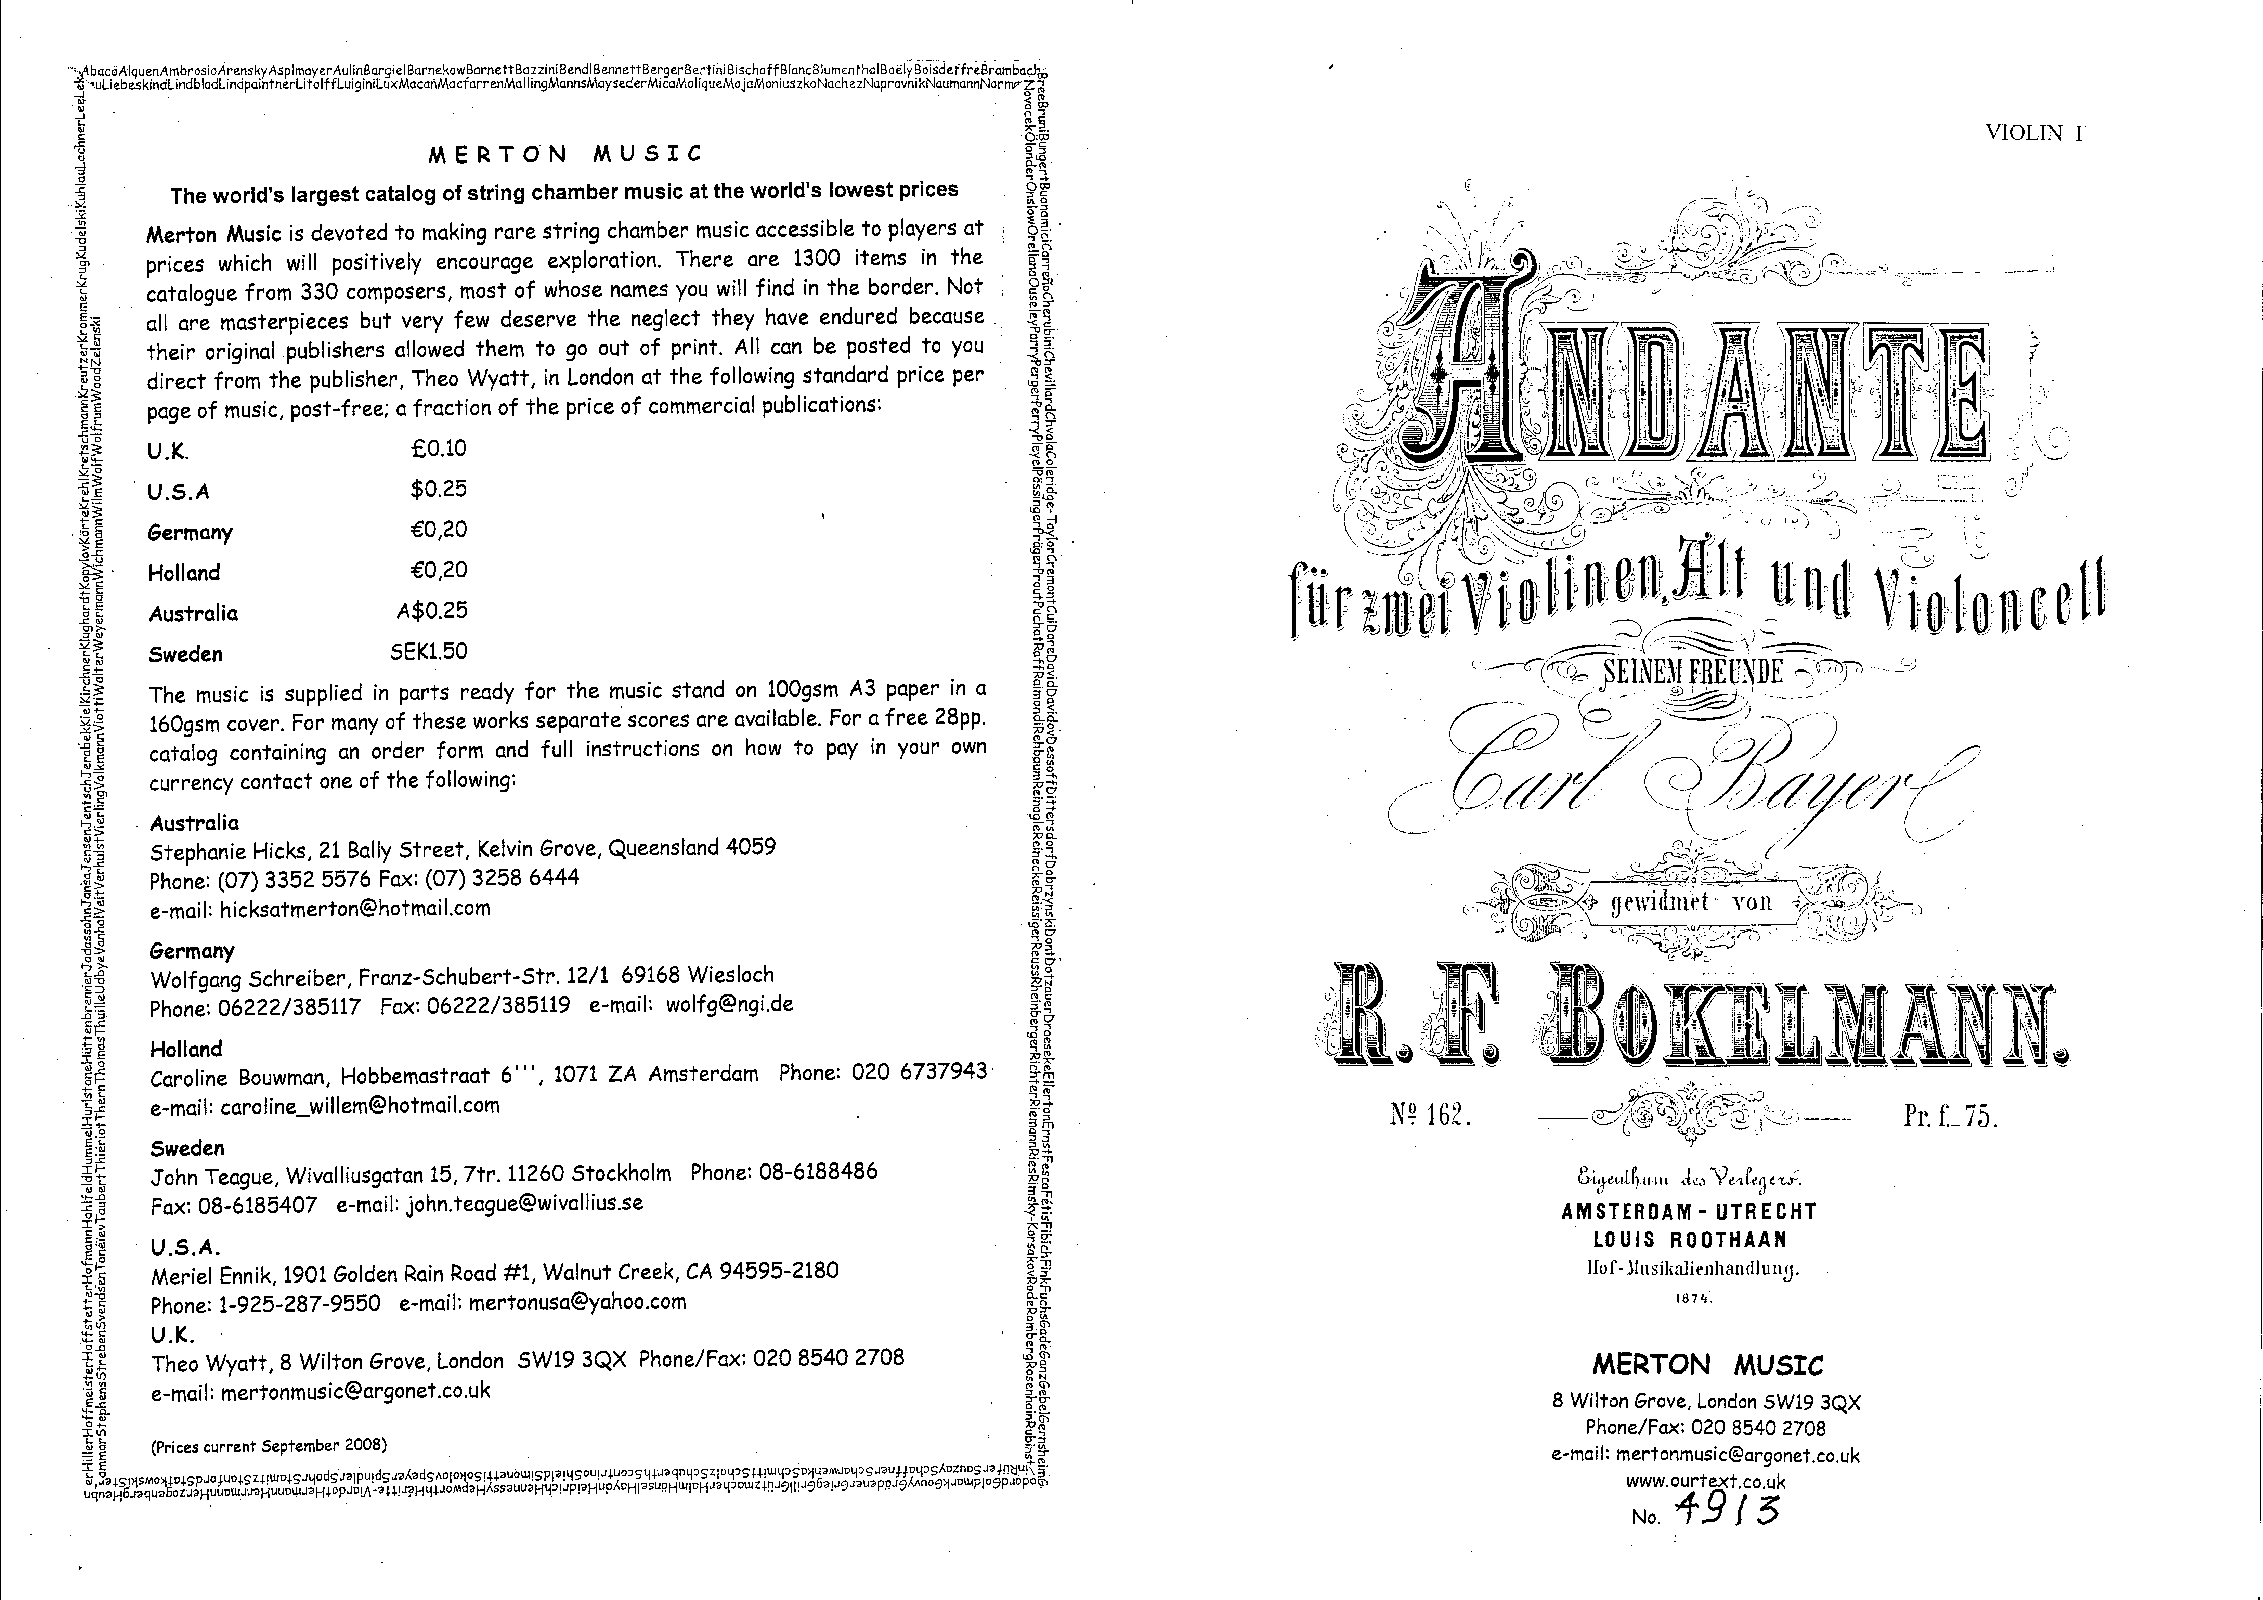 AbacoAlquenAmbrosioArenskyAsplmayerAulinBargielBarnekowBarnettBazziniBendlBennettBergerBertiniBischoffBlancBlumenthalBoëlyBoisdeffreBrambach
LiebeskindLindbladLindpaintnerLitolffLuiginiLuxMacanMacfarrenMallingMannsMaysederMicaMoliqueMojaMoniuszkoNachezNapravnikNaumannNorm
MERTON MUSIC
The world's largest catalog of string chamber music at the world's lowest prices
Merton Music is devoted to making rare string chamber music accessible to players at
prices which will positively encourage exploration. There are 1300 items in the
catalogue from 330 composers, most of whose names you will find in the border. Not
all are masterpieces but very few deserve the neglect they have endured because
their original publishers allowed them to go out of print. All can be posted to you
direct from the publisher, Theo Wyatt, in London at the following standard price per
page of music, post-free; a fraction of the price of commercial publications:
U.K. £0.10
U.S.A $0.25
Germany €0,20
Holland €0,20
Australia A$0.25
Sweden SEK1.50
The music is supplied in parts ready for the music stand on 100gsm A3 paper in a
160gsm cover. For many of these works separate scores are available. For a free 28pp.
catalog containing an order form and full instructions on how to pay in your own
currency contact one of the following:
Australia
Stephanie Hicks, 21 Bally Street, Kelvin Grove, Queensland 4059
Phone: (07) 3352 5576 Fax: (07) 3258 6444
e-mail: hicksatmerton@hotmail.com
Germany
Wolfgang Schreiber, Franz-Schubert-Str. 12/1 69168 Wiesloch
Phone: 06222/385117 Fax: 06222/385119 e-mail: wolfg@ngi.de
Holland
Caroline Bouwman, Hobbemastraat 6''', 1071 ZA Amsterdam Phone: 020 6737943
e-mail: caroline_willem@hotmail.com
Sweden
John Teague, Wivalliusgatan 15, 7tr. 11260 Stockholm Phone: 08-6188486
Fax: 08-6185407 e-mail: john.teague@wivallius.se
U.S.A.
Meriel Ennik, 1901 Golden Rain Road #1, Walnut Creek, CA 94595-2180
Phone: 1-925-287-9550 e-mail: mertonusa@yahoo.com
U.K.
Theo Wyatt, 8 Wilton Grove, London SW19 3QX Phone/Fax: 020 8540 2708
e-mail: mertonmusic@argonet.co.uk
(Prices current September 2008)
VIOLIN I
ANDANTE
für zwei Violinen, Alt und Violoncell
SEINEM FREUNDE
Carl Bayerl
gewidmet von
R. F. BOKELMANN.
Nº 162. Pr. f._ 75.
Eigenthum des Verlegers.
AMSTERDAM - UTRECHT
LOUIS ROOTHAAN
Hof-Musikalienhandlung.
1874.
MERTON MUSIC
8 Wilton Grove, London SW19 3QX
Phone/Fax: 020 8540 2708
e-mail: mertonmusic@argonet.co.uk
www.ourtext.co.uk
No. 4913